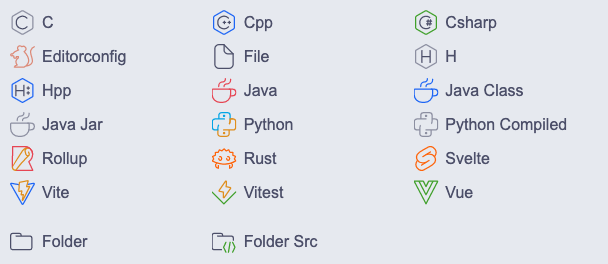 C Cpp Csharp
Editorconfig File H
Hpp Java Java Class
Java Jar Python Python Compiled
Rollup Rust Svelte
Vite Vitest Vue
Folder Folder Src